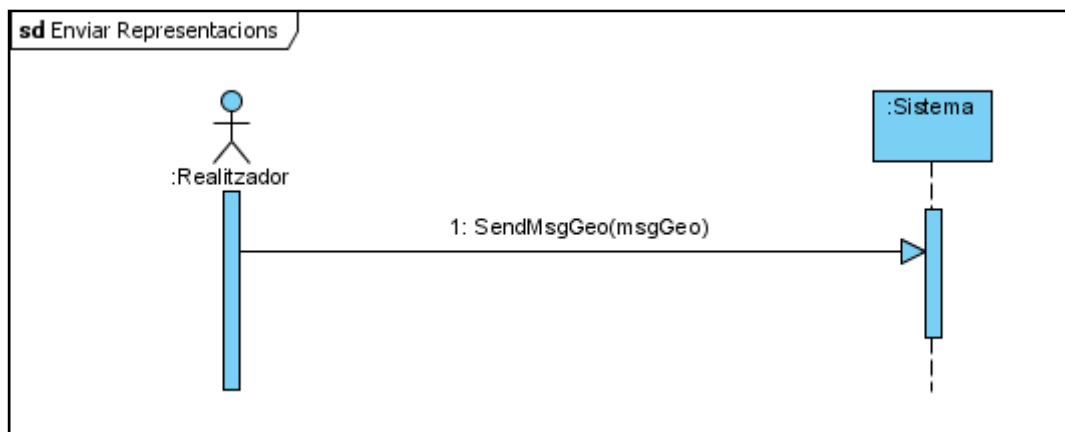 sd Enviar Representacions
:Sistema
:Realitzador
1: SendMsgGeo(msgGeo)